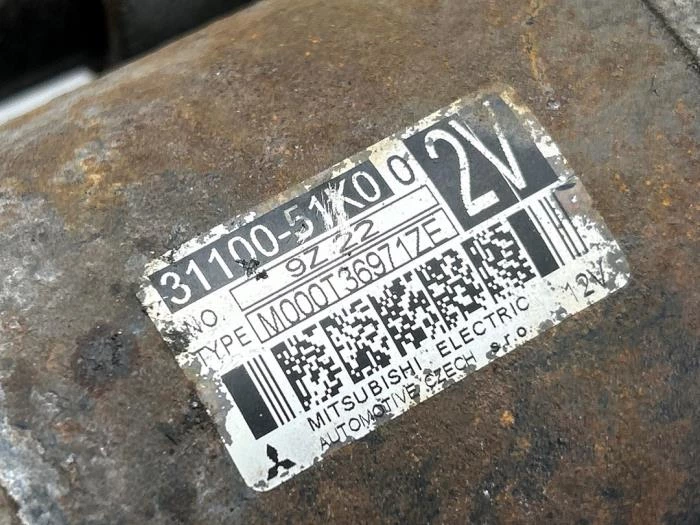 31100-51K00
2V
NO. 9Z 22
TYPE M000T36971ZE
MITSUBISHI ELECTRIC
AUTOMOTIVE CZECH s.r.o.
12V